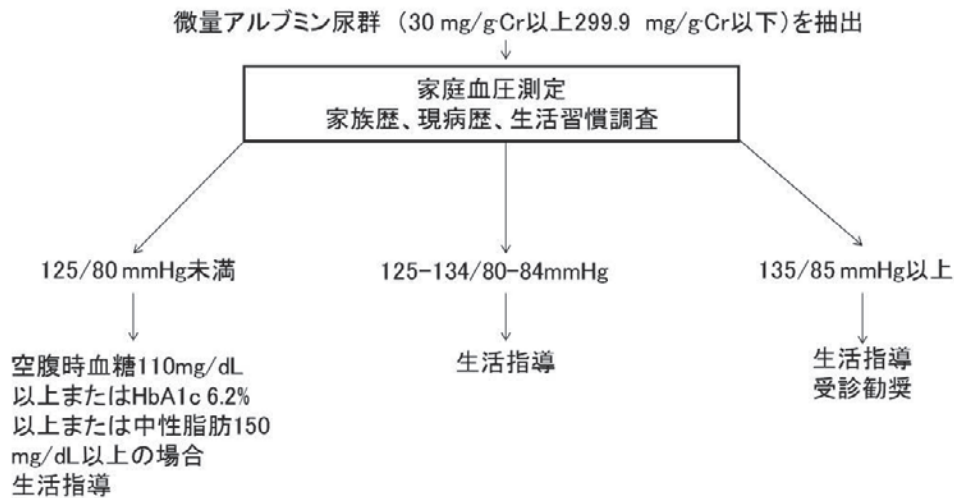 微量アルブミン尿群 (30 mg/g・Cr以上299.9 mg/g・Cr以下)を抽出
家庭血圧測定
家族歴、現病歴、生活習慣調査
125/80 mmHg未満
125-134/80-84mmHg
135/85 mmHg以上
空腹時血糖110mg/dL
以上またはHbA1c 6.2%
以上または中性脂肪150
mg/dL以上の場合
生活指導
生活指導
生活指導
受診勧奨